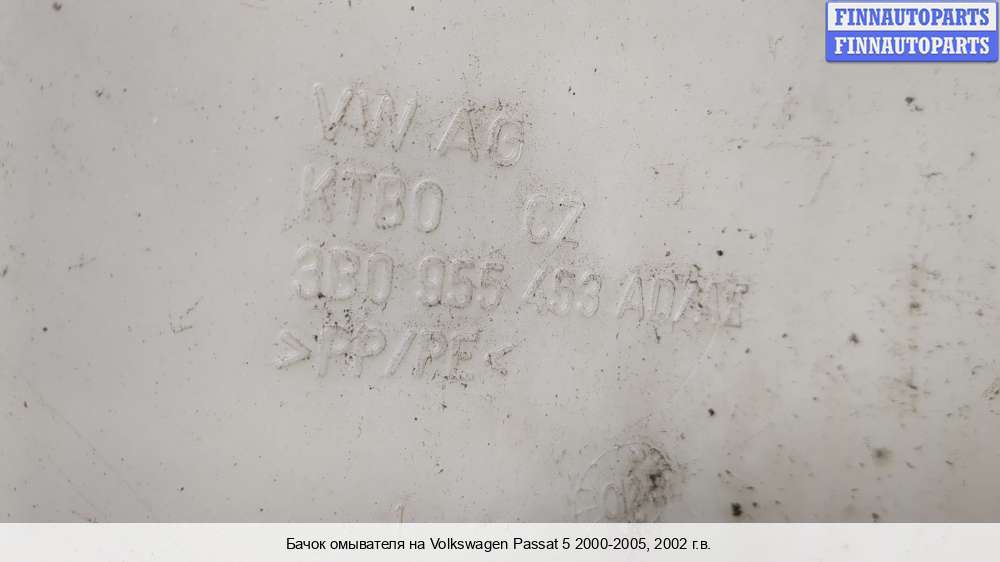 FINNAUTOPARTS
FINNAUTOPARTS
VW AG
KTBO CZ
3B0 955 453 AD/AE
>PP/PE<
Бачок омывателя на Volkswagen Passat 5 2000-2005, 2002 г.в.